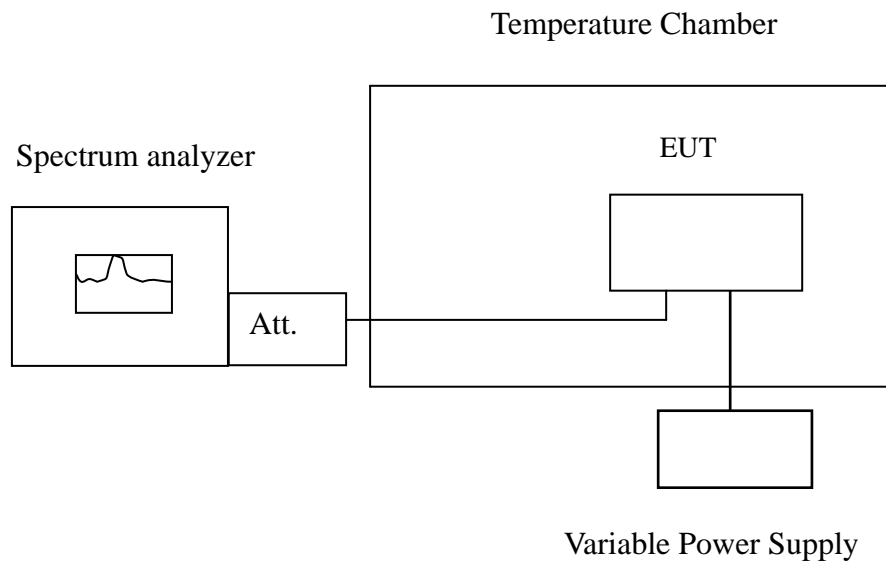 Temperature Chamber
Spectrum analyzer
EUT
Att.
Variable Power Supply